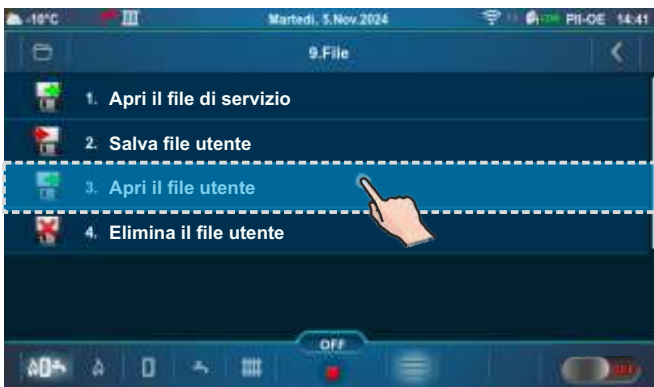 -10°C Martedì, 5.Nov.2024 PII-OE 14:41
9.File
1. Apri il file di servizio
2. Salva file utente
3. Apri il file utente
4. Elimina il file utente
OFF
OFF